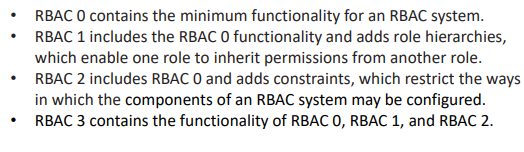 • RBAC 0 contains the minimum functionality for an RBAC system.
• RBAC 1 includes the RBAC 0 functionality and adds role hierarchies,
which enable one role to inherit permissions from another role.
• RBAC 2 includes RBAC 0 and adds constraints, which restrict the ways
in which the components of an RBAC system may be configured.
• RBAC 3 contains the functionality of RBAC 0, RBAC 1, and RBAC 2.